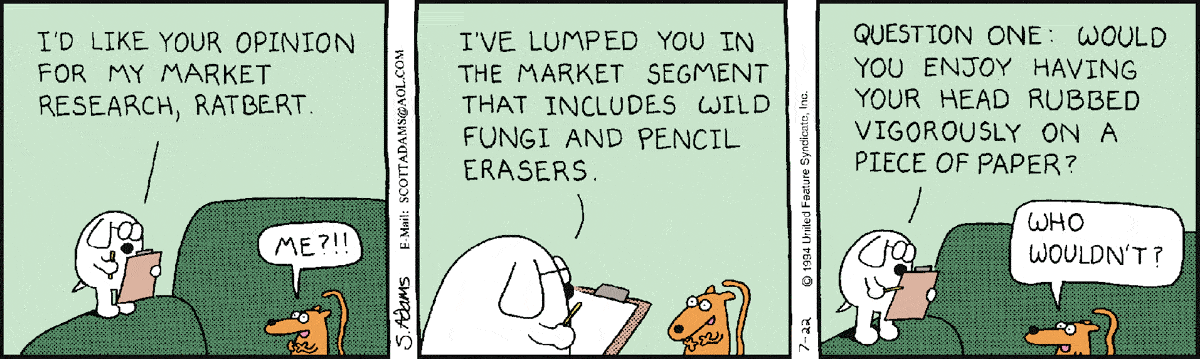 I'D LIKE YOUR OPINION
FOR MY MARKET
RESEARCH, RATBERT.
ME?!!
S. Adams E-Mail: SCOTTADAMS@AOL.COM
I'VE LUMPED YOU IN
THE MARKET SEGMENT
THAT INCLUDES WILD
FUNGI AND PENCIL
ERASERS.
7-22 © 1994 United Feature Syndicate, Inc.
QUESTION ONE: WOULD
YOU ENJOY HAVING
YOUR HEAD RUBBED
VIGOROUSLY ON A
PIECE OF PAPER?
WHO
WOULDN'T?